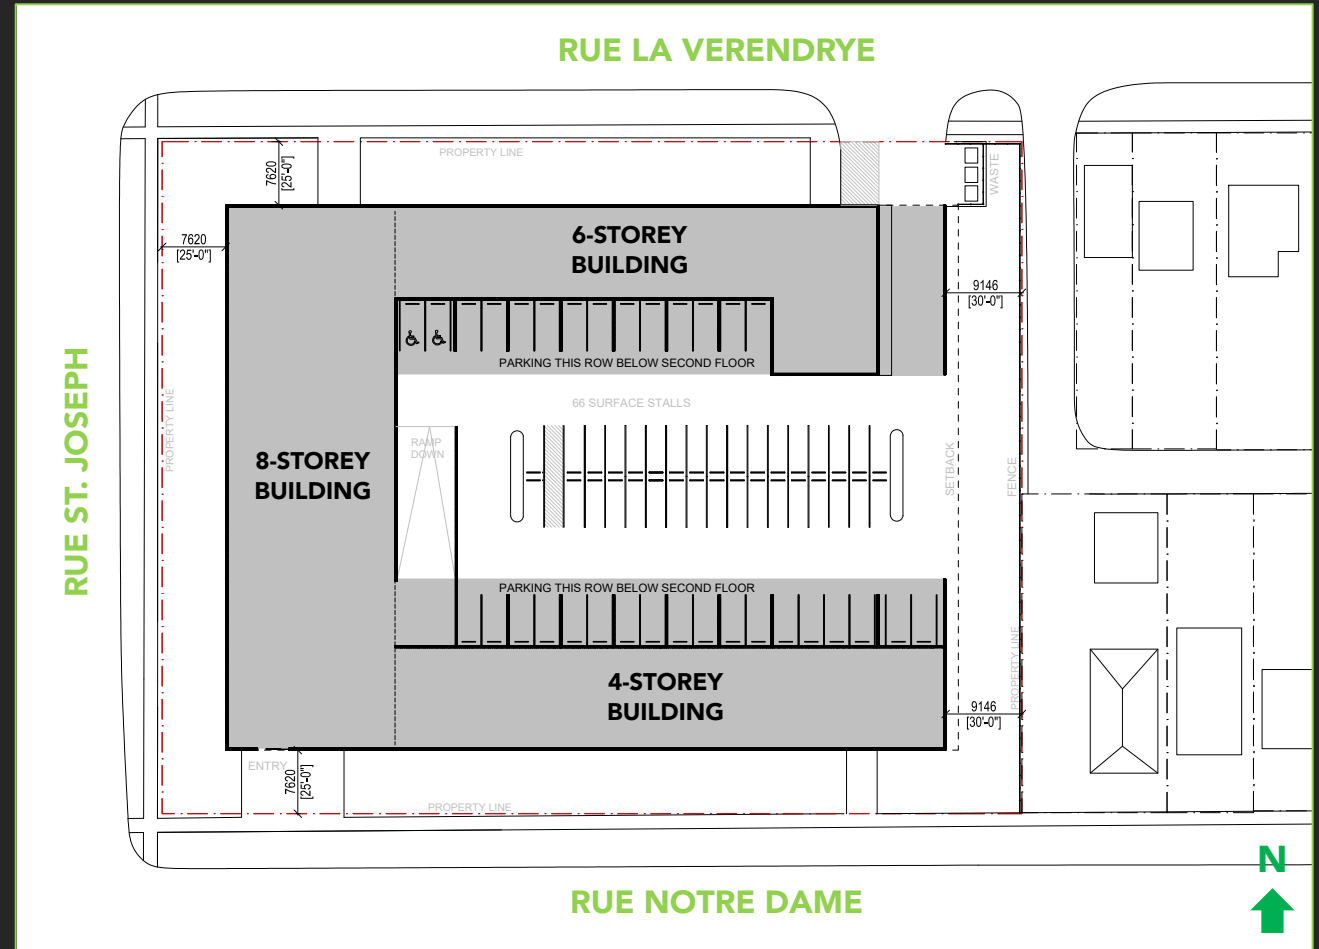 RUE LA VERENDRYE
PROPERTY LINE
7620
[25'-0"]
WASTE
7620
[25'-0"]
6-STOREY
BUILDING
9146
[30'-0"]
PARKING THIS ROW BELOW SECOND FLOOR
66 SURFACE STALLS
RUE ST. JOSEPH
PROPERTY LINE
8-STOREY
BUILDING
RAMP
DOWN
SETBACK
FENCE
PARKING THIS ROW BELOW SECOND FLOOR
4-STOREY
BUILDING
PROPERTY LINE
9146
[30'-0"]
ENTRY
7620
[25'-0"]
PROPERTY LINE
N
RUE NOTRE DAME